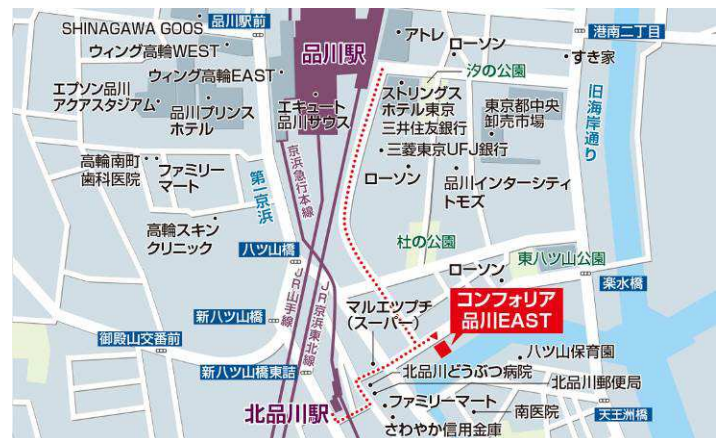 品川駅前
SHINAGAWA GOOS
ウィング高輪WEST
ウィング高輪EAST
エプソン品川
アクアスタジアム
品川プリンス
ホテル
品川駅
エキュート
品川サウス
アトレ
ローソン
汐の公園
港南二丁目
すき家
ストリングス
ホテル東京
三井住友銀行
東京都中央
卸売市場
旧海岸通り
三菱東京UFJ銀行
ローソン
品川インターシティ
トモズ
高輪南町
歯科医院
ファミリー
マート
第一京浜
京浜急行本線
高輪スキン
クリニック
八ツ山橋
杜の公園
東八ツ山公園
ローソン
楽水橋
JR山手線
JR京浜東北線
新八ツ山橋
御殿山交番前
マルエツプチ
（スーパー）
コンフォリア
品川EAST
新八ツ山橋東詰
八ツ山保育園
北品川どうぶつ病院
北品川郵便局
北品川駅
ファミリーマート
南医院
天王洲橋
さわやか信用金庫